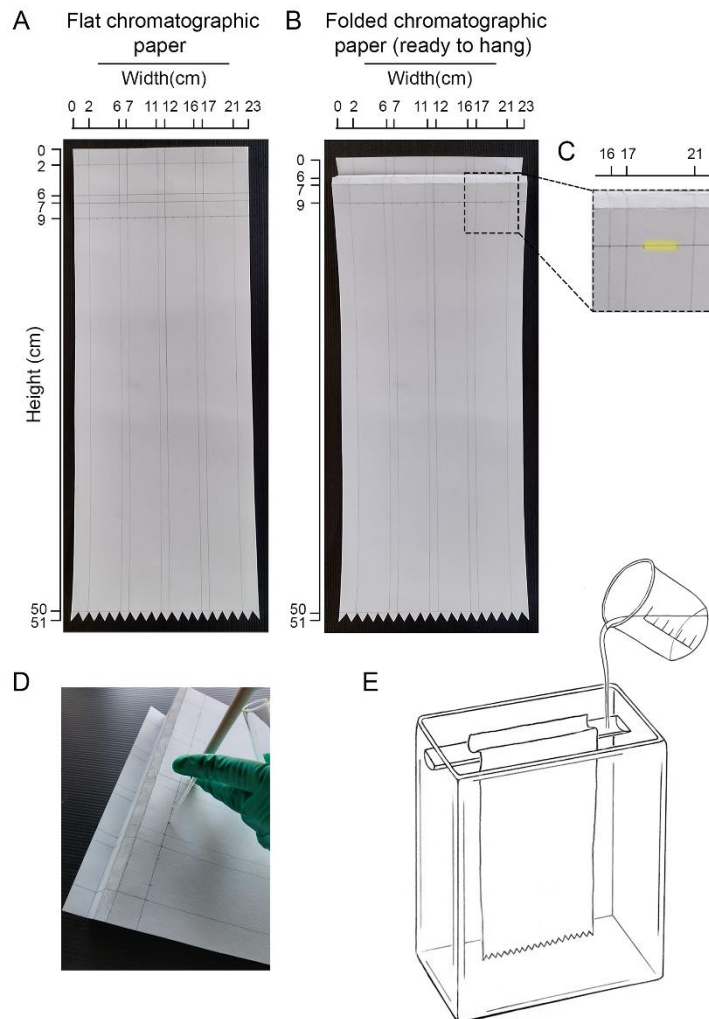 A
Flat chromatographic
paper
Width(cm)
0 2 6 7 11 12 16 17 21 23
0
2
6
7
9
Height (cm)
50
51
B
Folded chromatographic
paper (ready to hang)
Width(cm)
0 2 6 7 11 12 16 17 21 23
0
6
7
9
50
51
C
16 17 21
D
E